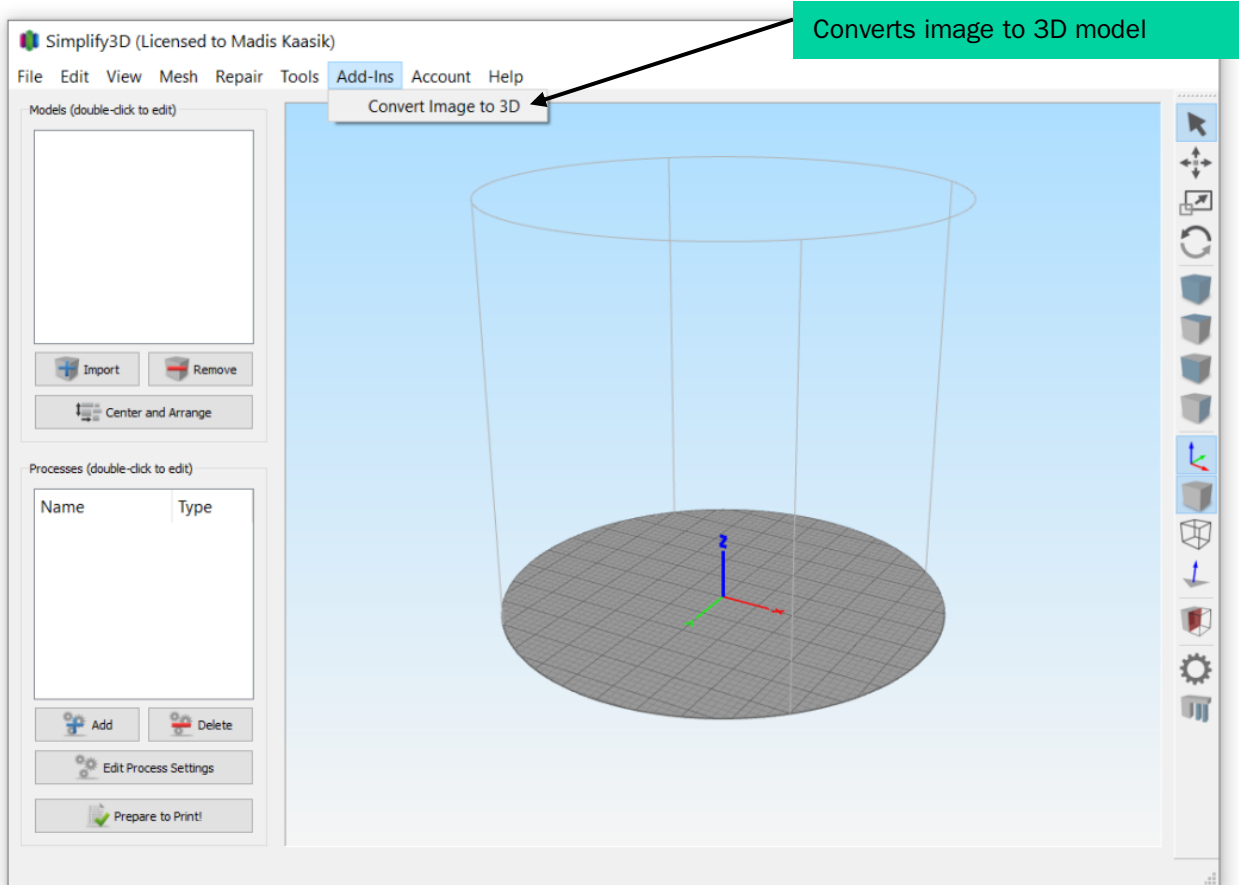 Converts image to 3D model
Simplify3D (Licensed to Madis Kaasik)
File Edit View Mesh Repair Tools Add-Ins Account Help
Convert Image to 3D
Models (double-click to edit)
Import Remove
Center and Arrange
Processes (double-click to edit)
Name Type
Add Delete
Edit Process Settings
Prepare to Print!
Z